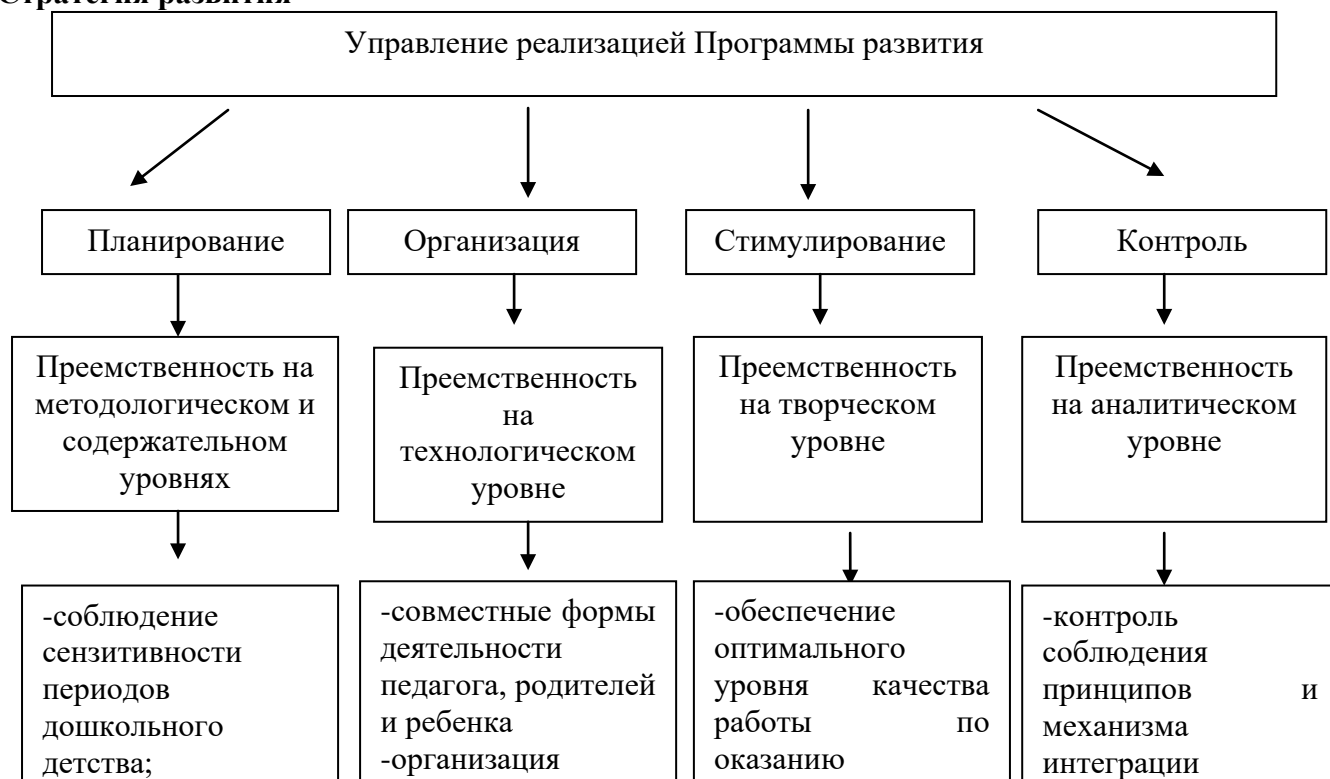 Стратегия развития
Управление реализацией Программы развития
Планирование
Организация
Стимулирование
Контроль
Преемственность на
методологическом и
содержательном
уровнях
Преемственность
на
технологическом
уровне
Преемственность
на творческом
уровне
Преемственность
на аналитическом
уровне
-соблюдение
сензитивности
периодов
дошкольного
детства;
-совместные формы
деятельности
педагога, родителей
и ребенка
-организация
-обеспечение
оптимального
уровня качества
работы по
оказанию
-контроль
соблюдения
принципов и
механизма
интеграции